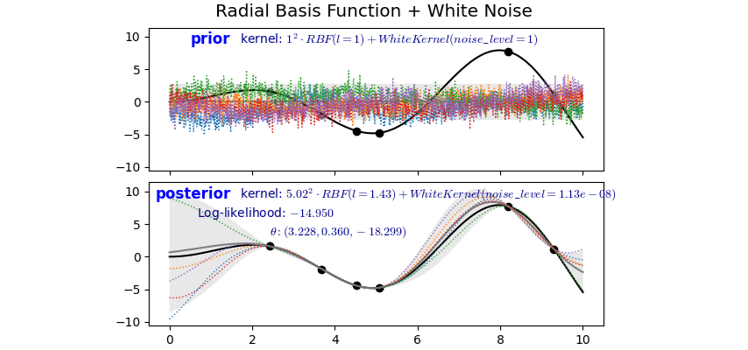 Radial Basis Function + White Noise
prior kernel: 1² · RBF(l = 1) + WhiteKernel(noise_level = 1)
10
5
0
−5
−10
posterior kernel: 5.02² · RBF(l = 1.43) + WhiteKernel(noise_level = 1.13e − 08)
Log-likelihood: −14.950
θ: (3.228, 0.360, −18.299)
10
5
0
−5
−10
0 2 4 6 8 10